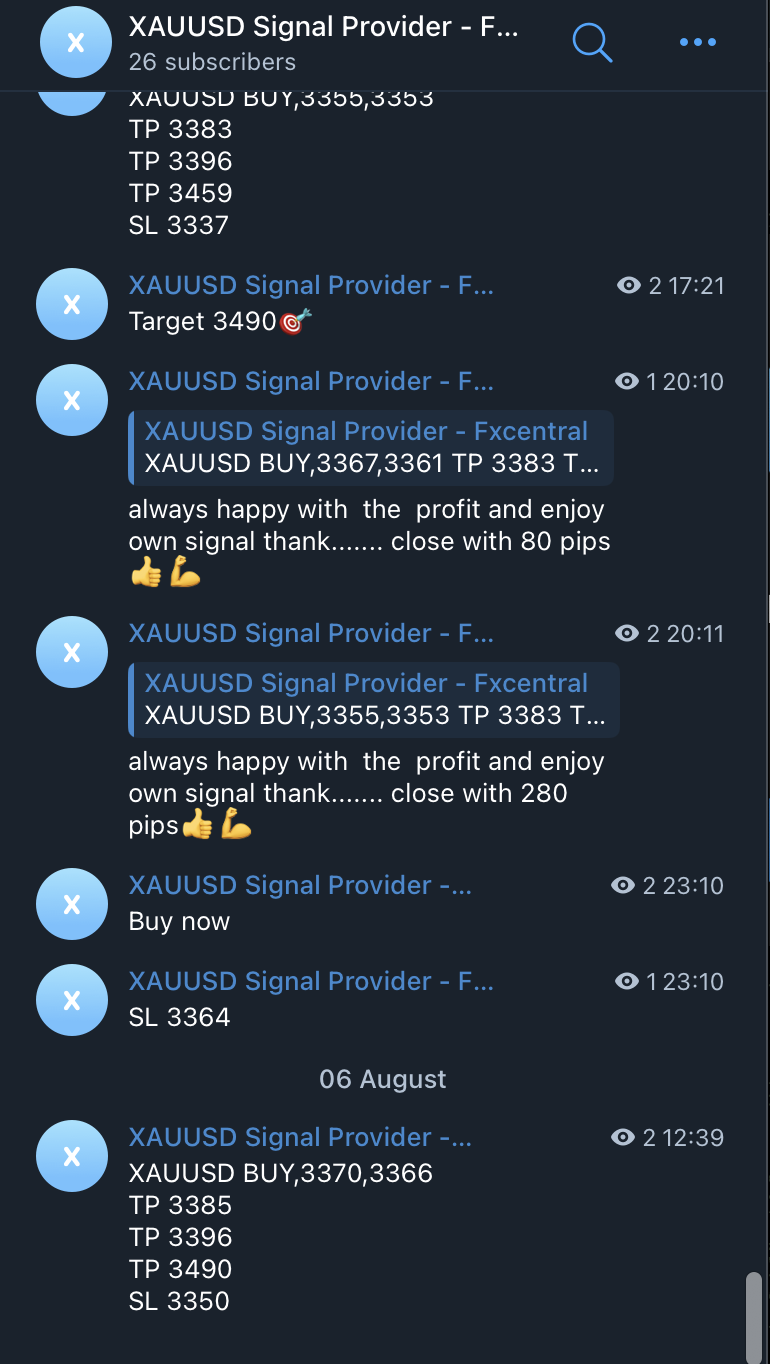 XAUUSD Signal Provider - F...
26 subscribers
XAUUSD BUY,3355,3353
TP 3383
TP 3396
TP 3459
SL 3337
XAUUSD Signal Provider - F... 2 17:21
Target 3490🎯
XAUUSD Signal Provider - F... 1 20:10
XAUUSD Signal Provider - Fxcentral
XAUUSD BUY,3367,3361 TP 3383 T...
always happy with  the  profit and enjoy
own signal thank....... close with 80 pips
👍💪
XAUUSD Signal Provider - F... 2 20:11
XAUUSD Signal Provider - Fxcentral
XAUUSD BUY,3355,3353 TP 3383 T...
always happy with  the  profit and enjoy
own signal thank....... close with 280
pips👍💪
XAUUSD Signal Provider -... 2 23:10
Buy now
XAUUSD Signal Provider - F... 1 23:10
SL 3364
06 August
XAUUSD Signal Provider -... 2 12:39
XAUUSD BUY,3370,3366
TP 3385
TP 3396
TP 3490
SL 3350